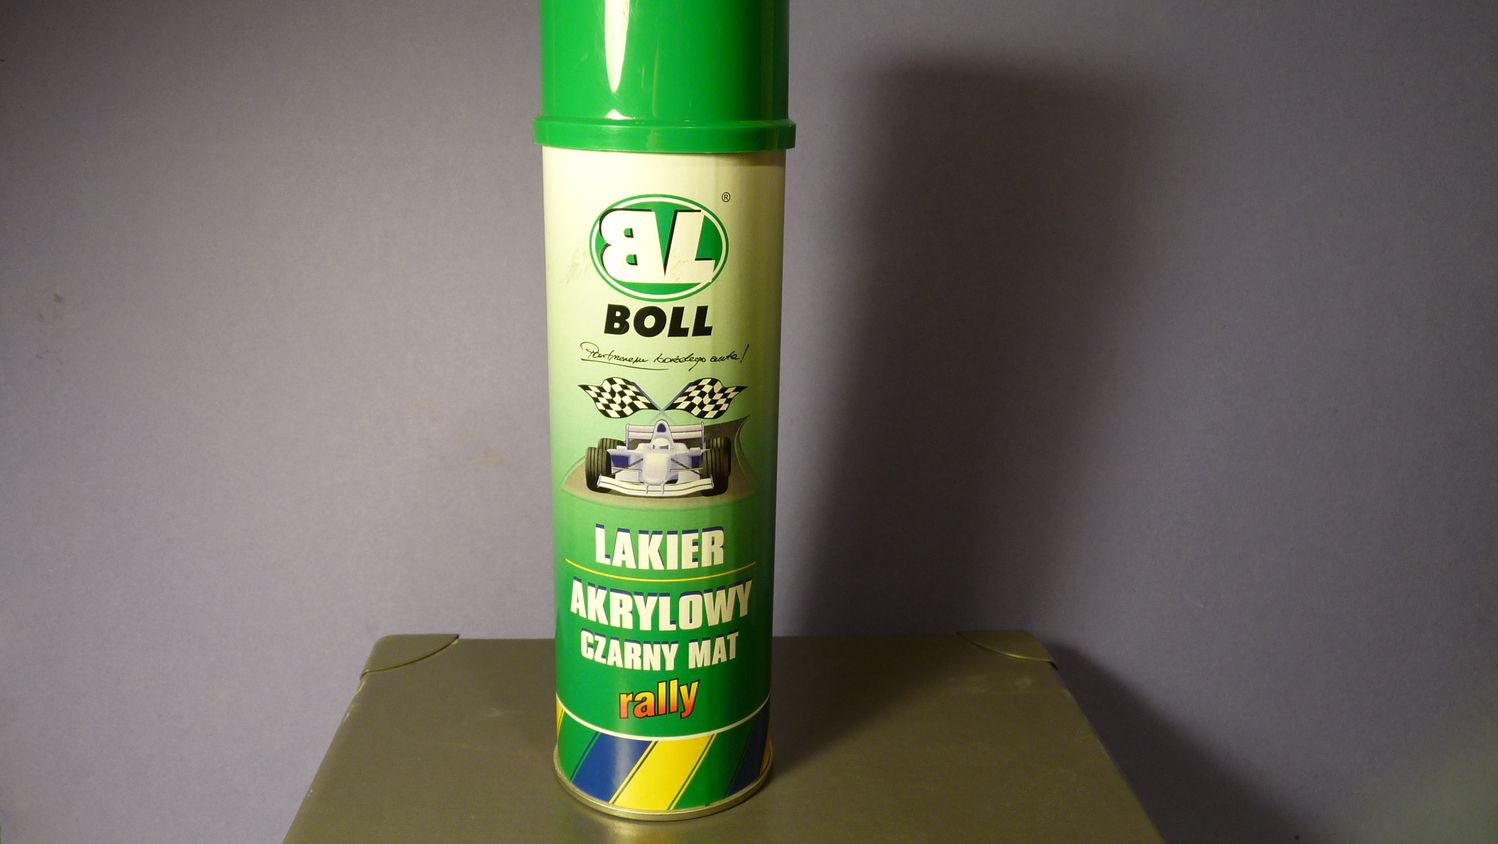 BL
®
BOLL
Partnerem każdego auta!
LAKIER
AKRYLOWY
CZARNY MAT
rally